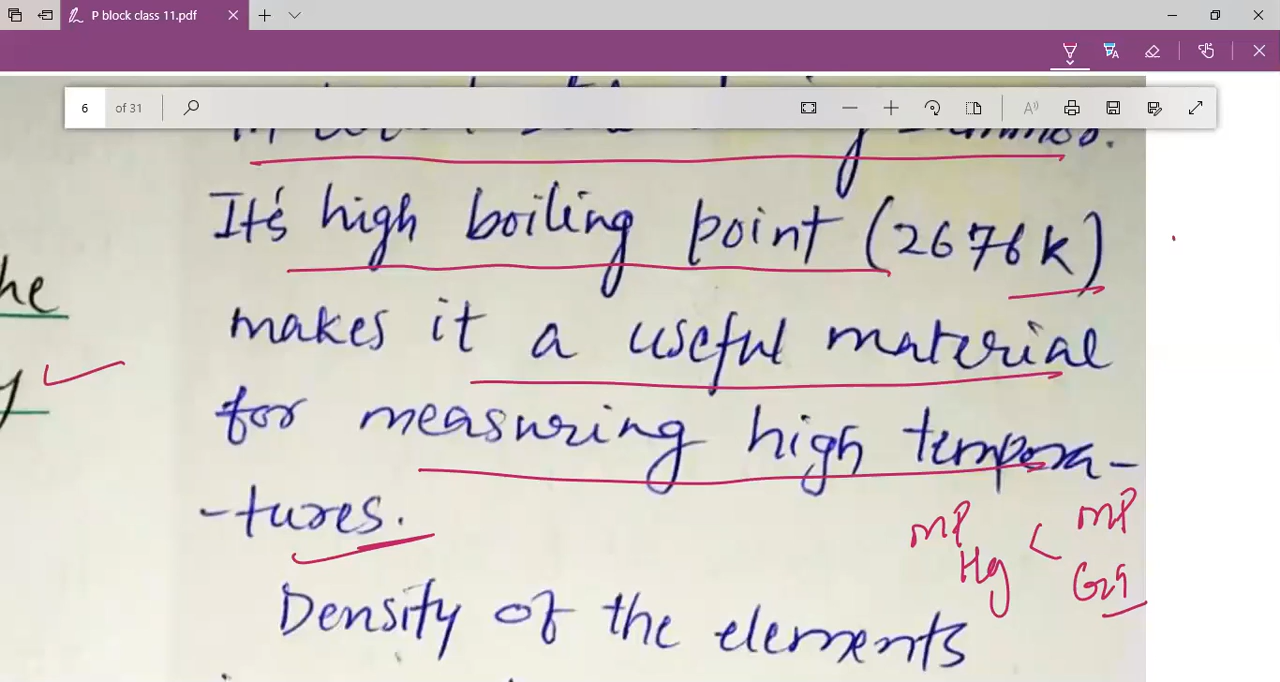 P block class 11.pdf
6 of 31
It's high boiling point (2676 K)
he
makes it a useful material
y
for measuring high tempera-
-tures.
MP Hg < MP Ga
Density of the elements